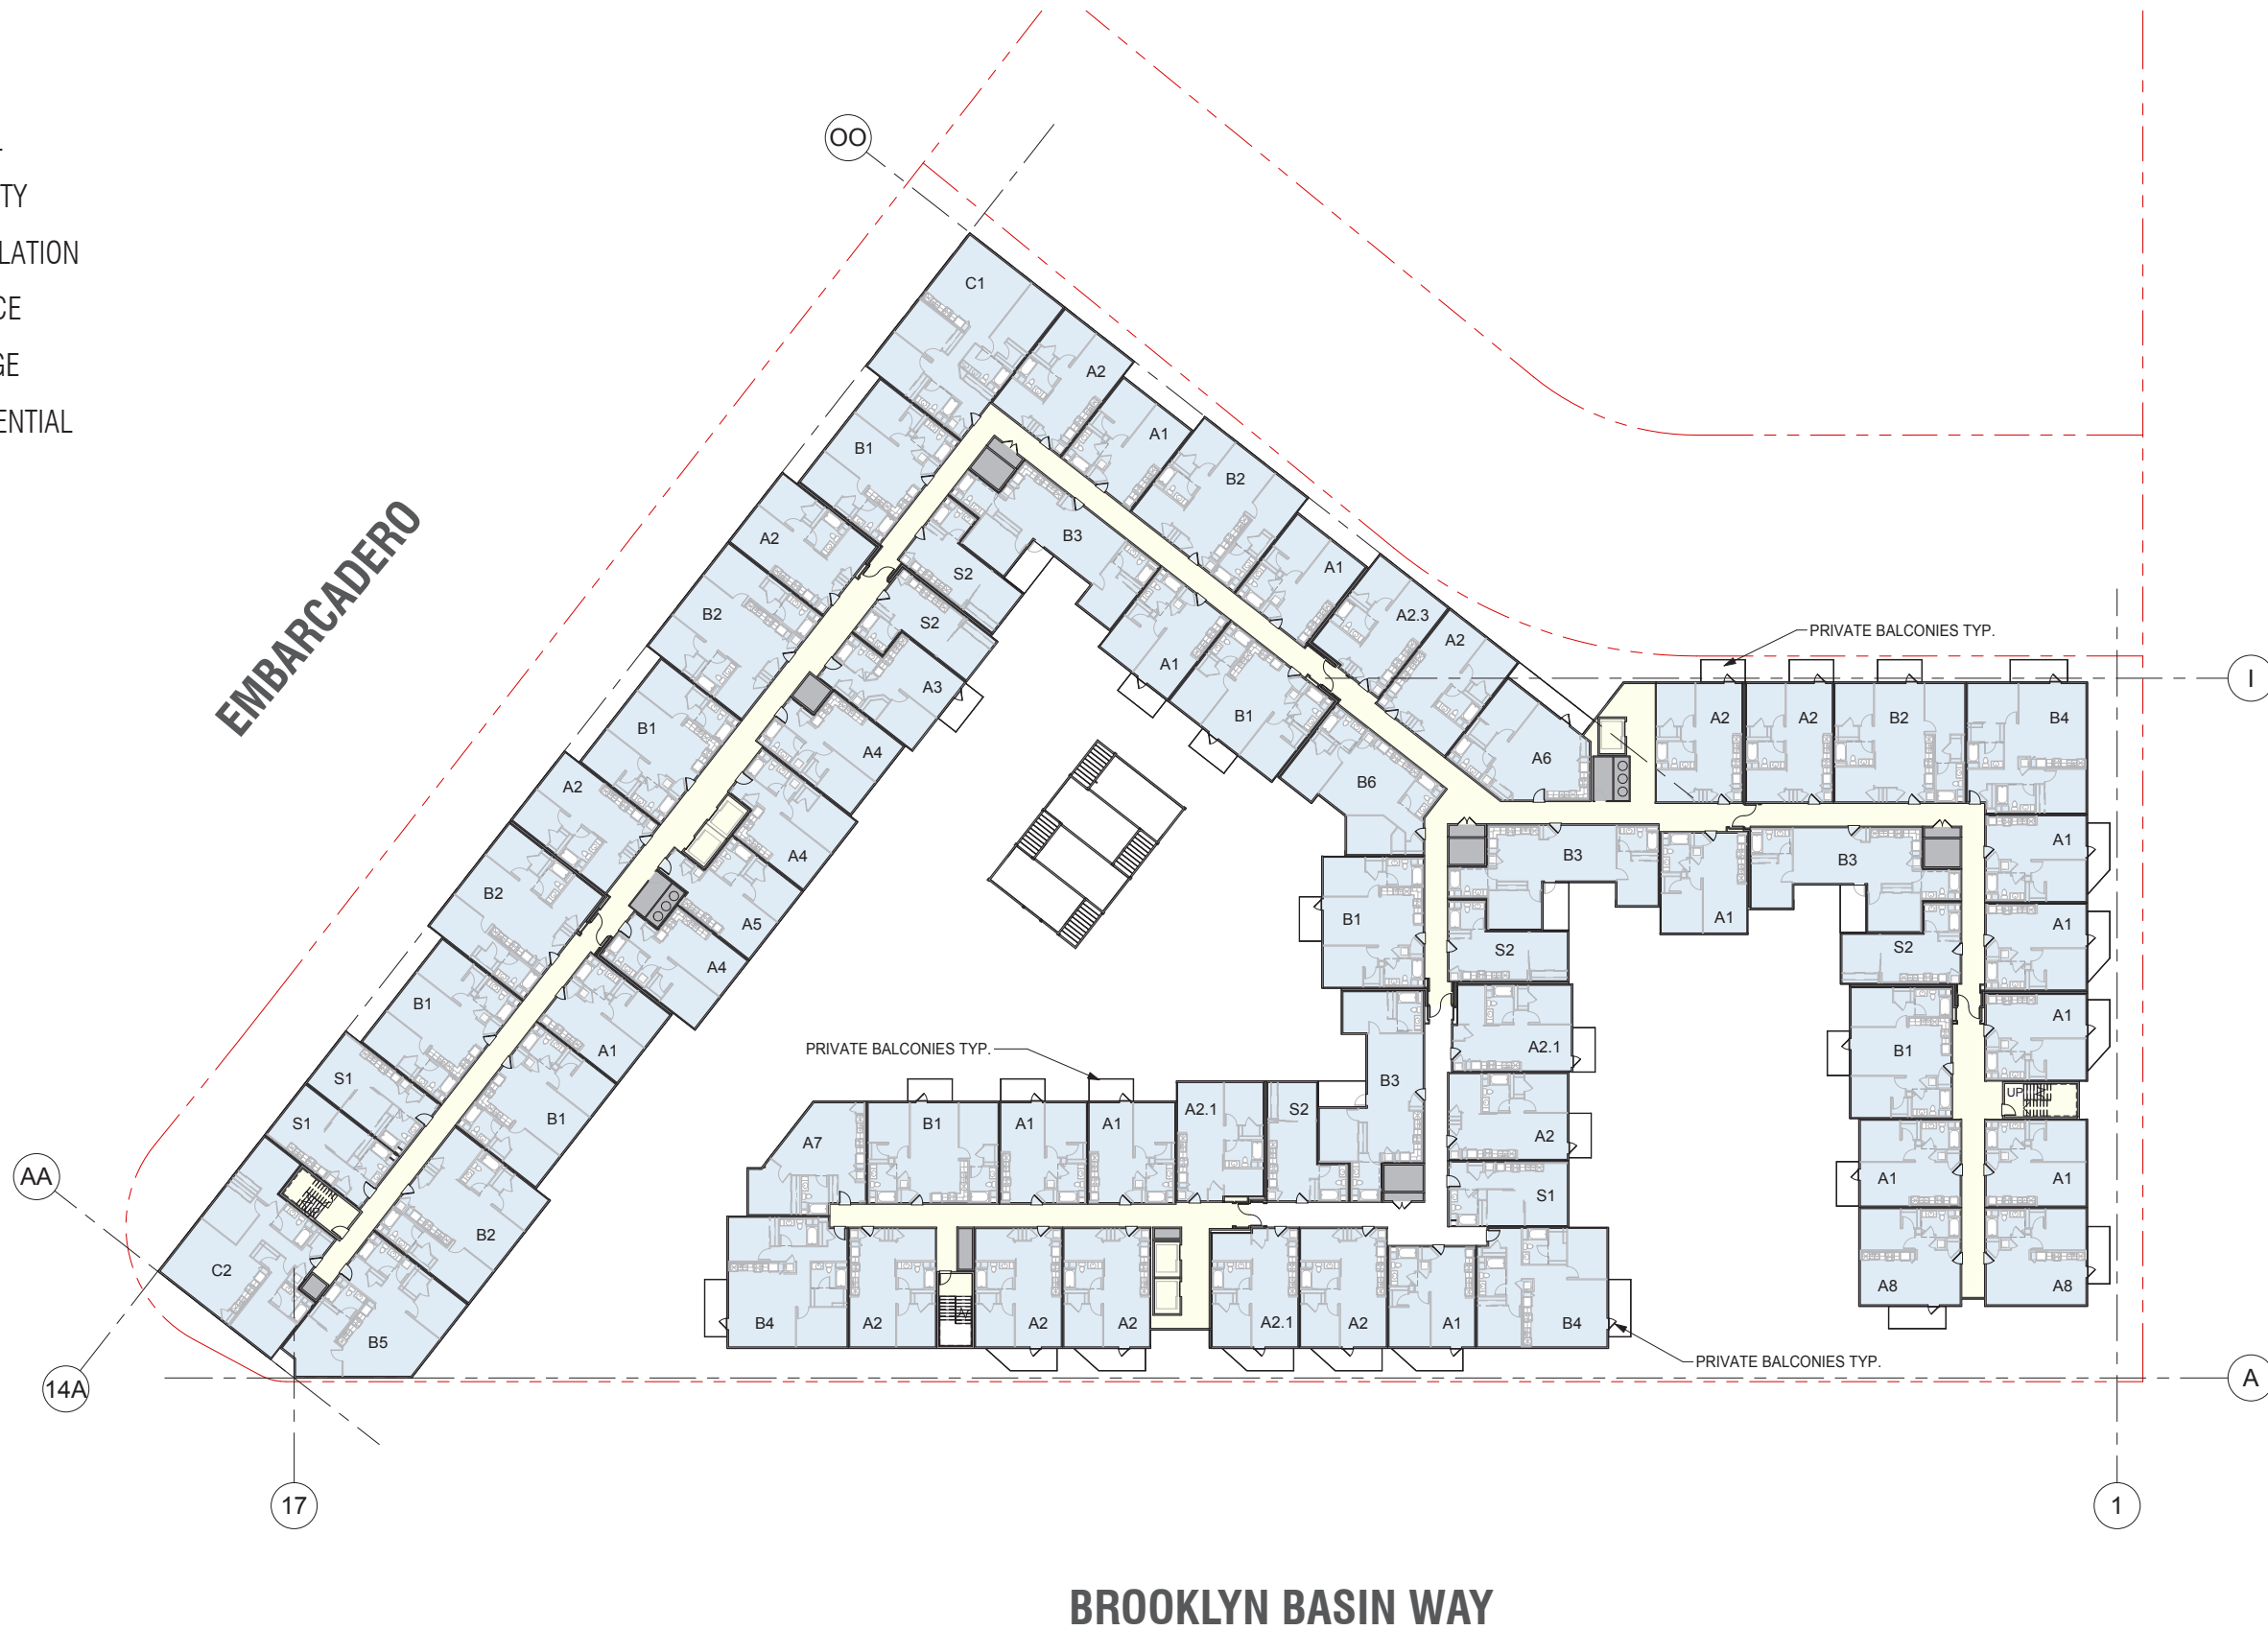 TY
LATION
CE
GE
ENTIAL
EMBARCADERO
OO
C1
A2
A1
B1
B2
B3
A2
S2
A1
B2
S2
A2.3
A2
A1
A3
B1
B1
A4
B6
A6
A2
A4
B2
A5
A4
B1
A1
S1
B1
S1
B2
C2
B5
PRIVATE BALCONIES TYP.
I
A2
A2
B2
B4
B3
A1
B3
A1
B1
S2
S2
A1
A2.1
B1
A1
UP
B3
A2
S1
A1
A1
A8
A8
PRIVATE BALCONIES TYP.
A7
B1
A1
A1
A2.1
S2
B4
A2
A2
A2
A2.1
A2
A1
B4
PRIVATE BALCONIES TYP.
AA
14A
A
17
1
BROOKLYN BASIN WAY